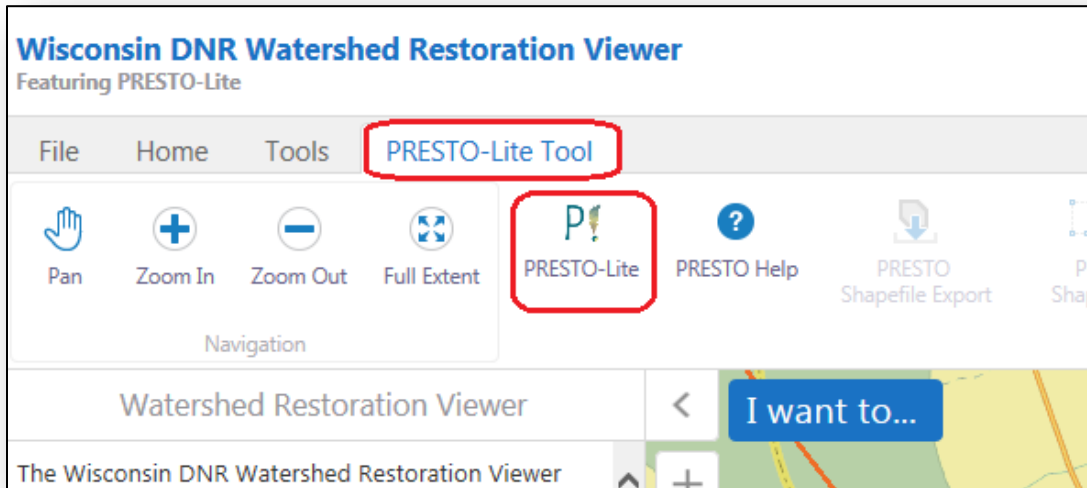 Wisconsin DNR Watershed Restoration Viewer
Featuring PRESTO-Lite
File Home Tools PRESTO-Lite Tool
Pan Zoom In Zoom Out Full Extent PRESTO-Lite PRESTO Help PRESTO
Shapefile Export
Navigation
Watershed Restoration Viewer
I want to...
The Wisconsin DNR Watershed Restoration Viewer